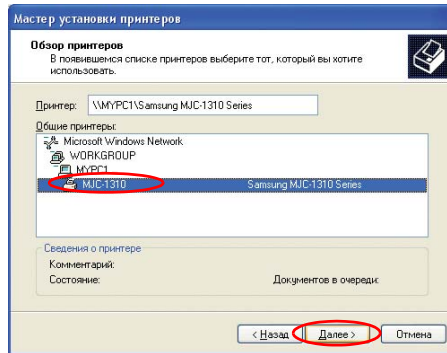 Мастер установки принтеров
Обзор принтеров
В появившемся списке принтеров выберите тот, который вы хотите
использовать.
Принтер: \\MYPC1\Samsung MJC-1310 Series
Общие принтеры:
Microsoft Windows Network
WORKGROUP
MYPC1
MJC-1310 Samsung MJC-1310 Series
Сведения о принтере
Комментарий:
Состояние: Документов в очереди:
< Назад Далее > Отмена